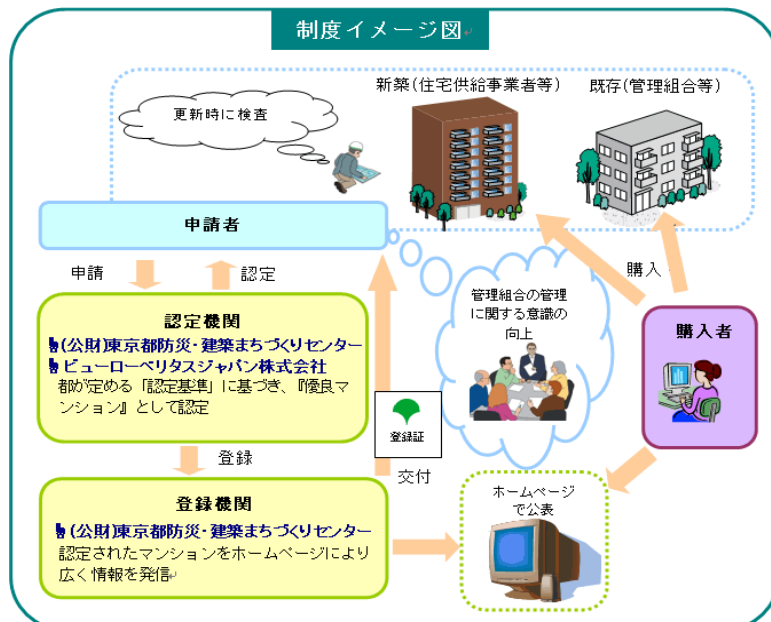 制度イメージ図
新築(住宅供給事業者等)
既存(管理組合等)
更新時に検査
申請者
申請
認定
購入
管理組合の管理
に関する意識の
向上
購入者
認定機関
(公財)東京都防災・建築まちづくりセンター
ビューローベリタスジャパン株式会社
都が定める「認定基準」に基づき、『優良マ
ンション』として認定
登録証
登録
交付
登録機関
(公財)東京都防災・建築まちづくりセンター
認定されたマンションをホームページにより
広く情報を発信
ホームページ
で公表